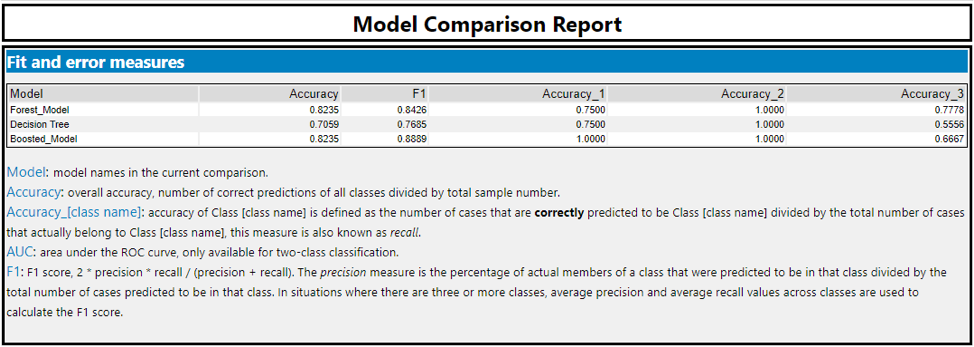 Model Comparison Report
Fit and error measures
Model Accuracy F1 Accuracy_1 Accuracy_2 Accuracy_3
Forest_Model 0.8235 0.8426 0.7500 1.0000 0.7778
Decision Tree 0.7059 0.7685 0.7500 1.0000 0.5556
Boosted_Model 0.8235 0.8889 1.0000 1.0000 0.6667
Model: model names in the current comparison.
Accuracy: overall accuracy, number of correct predictions of all classes divided by total sample number.
Accuracy_[class name]: accuracy of Class [class name] is defined as the number of cases that are correctly predicted to be Class [class name] divided by the total number of cases
that actually belong to Class [class name], this measure is also known as recall.
AUC: area under the ROC curve, only available for two-class classification.
F1: F1 score, 2 * precision * recall / (precision + recall). The precision measure is the percentage of actual members of a class that were predicted to be in that class divided by the
total number of cases predicted to be in that class. In situations where there are three or more classes, average precision and average recall values across classes are used to
calculate the F1 score.